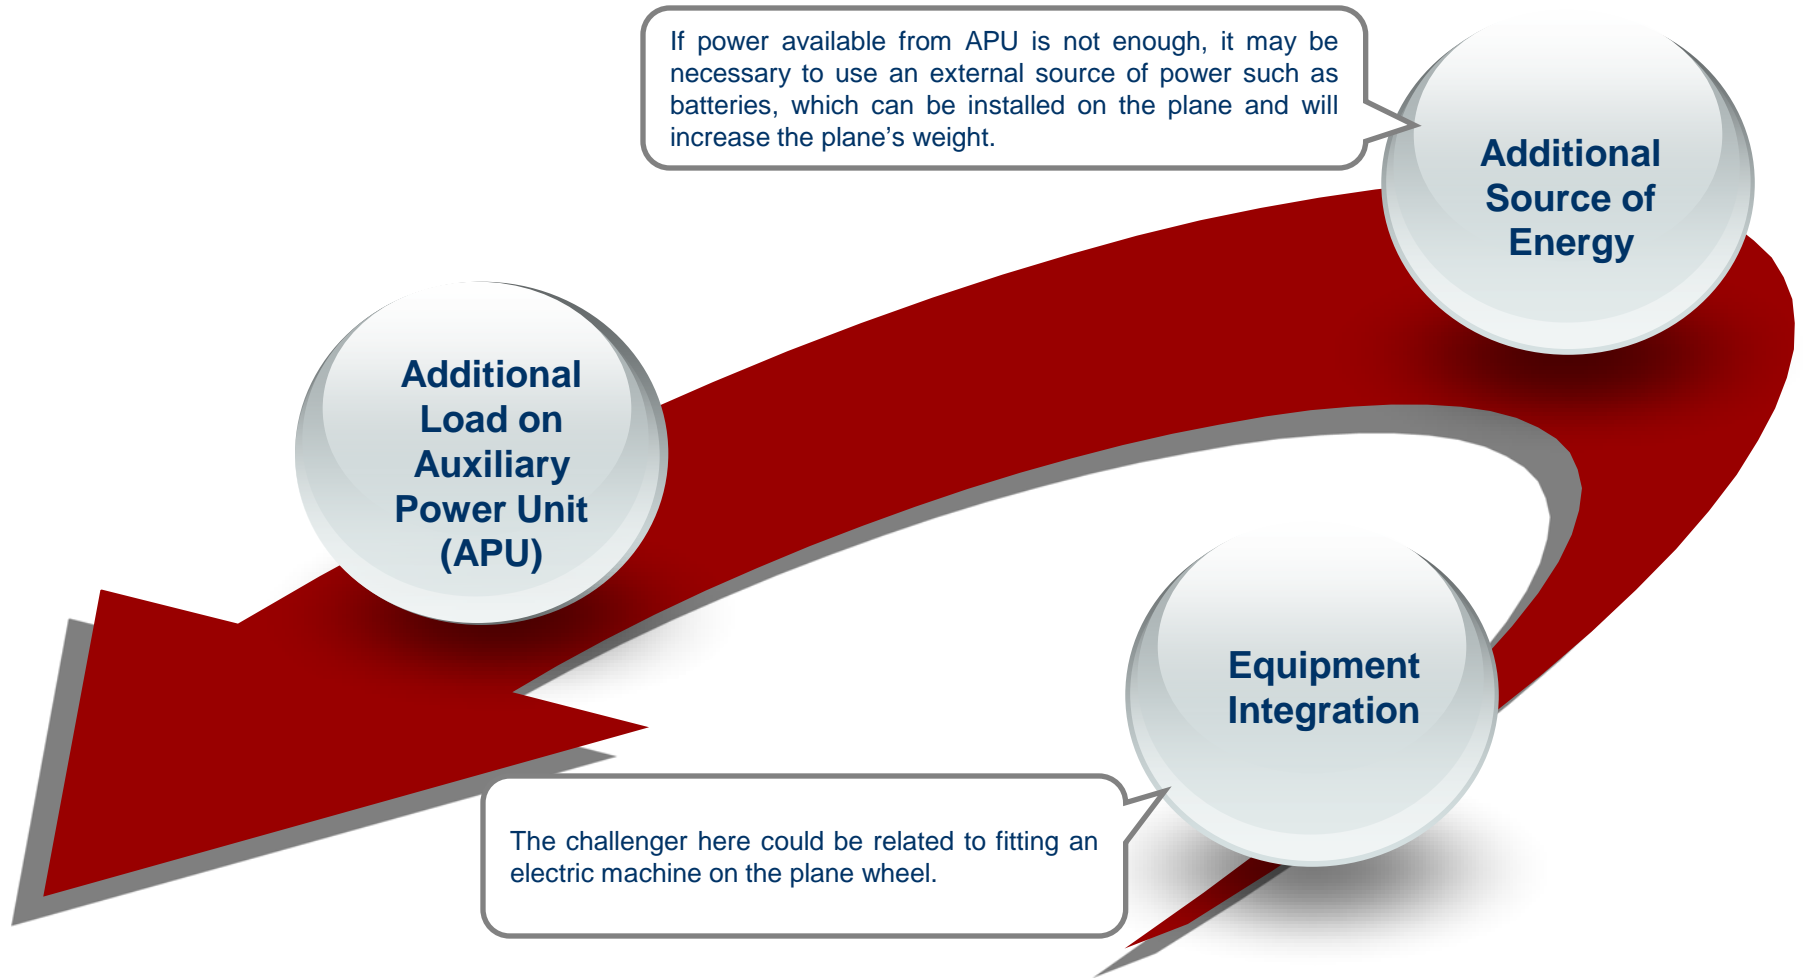 If power available from APU is not enough, it may be
necessary to use an external source of power such as
batteries, which can be installed on the plane and will
increase the plane's weight.
Additional
Source of
Energy
Additional
Load on
Auxiliary
Power Unit
(APU)
Equipment
Integration
The challenger here could be related to fitting an
electric machine on the plane wheel.